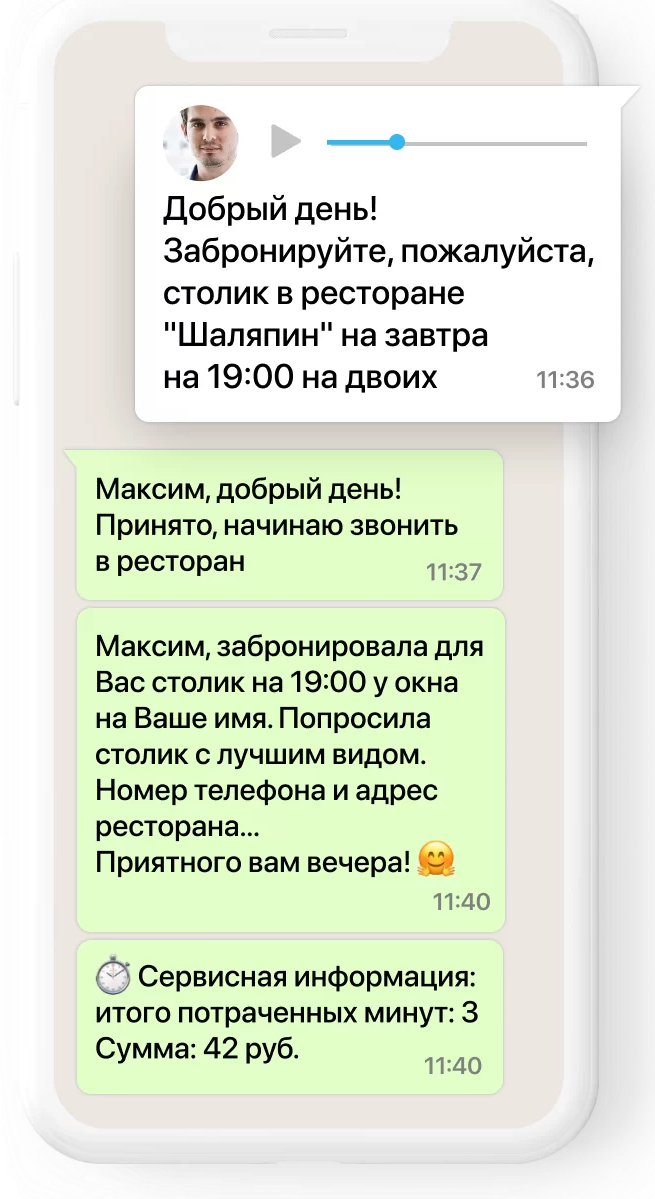 Добрый день!
Забронируйте, пожалуйста,
столик в ресторане
"Шаляпин" на завтра
на 19:00 на двоих
11:36
Максим, добрый день!
Принято, начинаю звонить
в ресторан
11:37
Максим, забронировала для
Вас столик на 19:00 у окна
на Ваше имя. Попросила
столик с лучшим видом.
Номер телефона и адрес
ресторана...
Приятного вам вечера! 🤗
11:40
⏱ Сервисная информация:
итого потраченных минут: 3
Сумма: 42 руб.
11:40